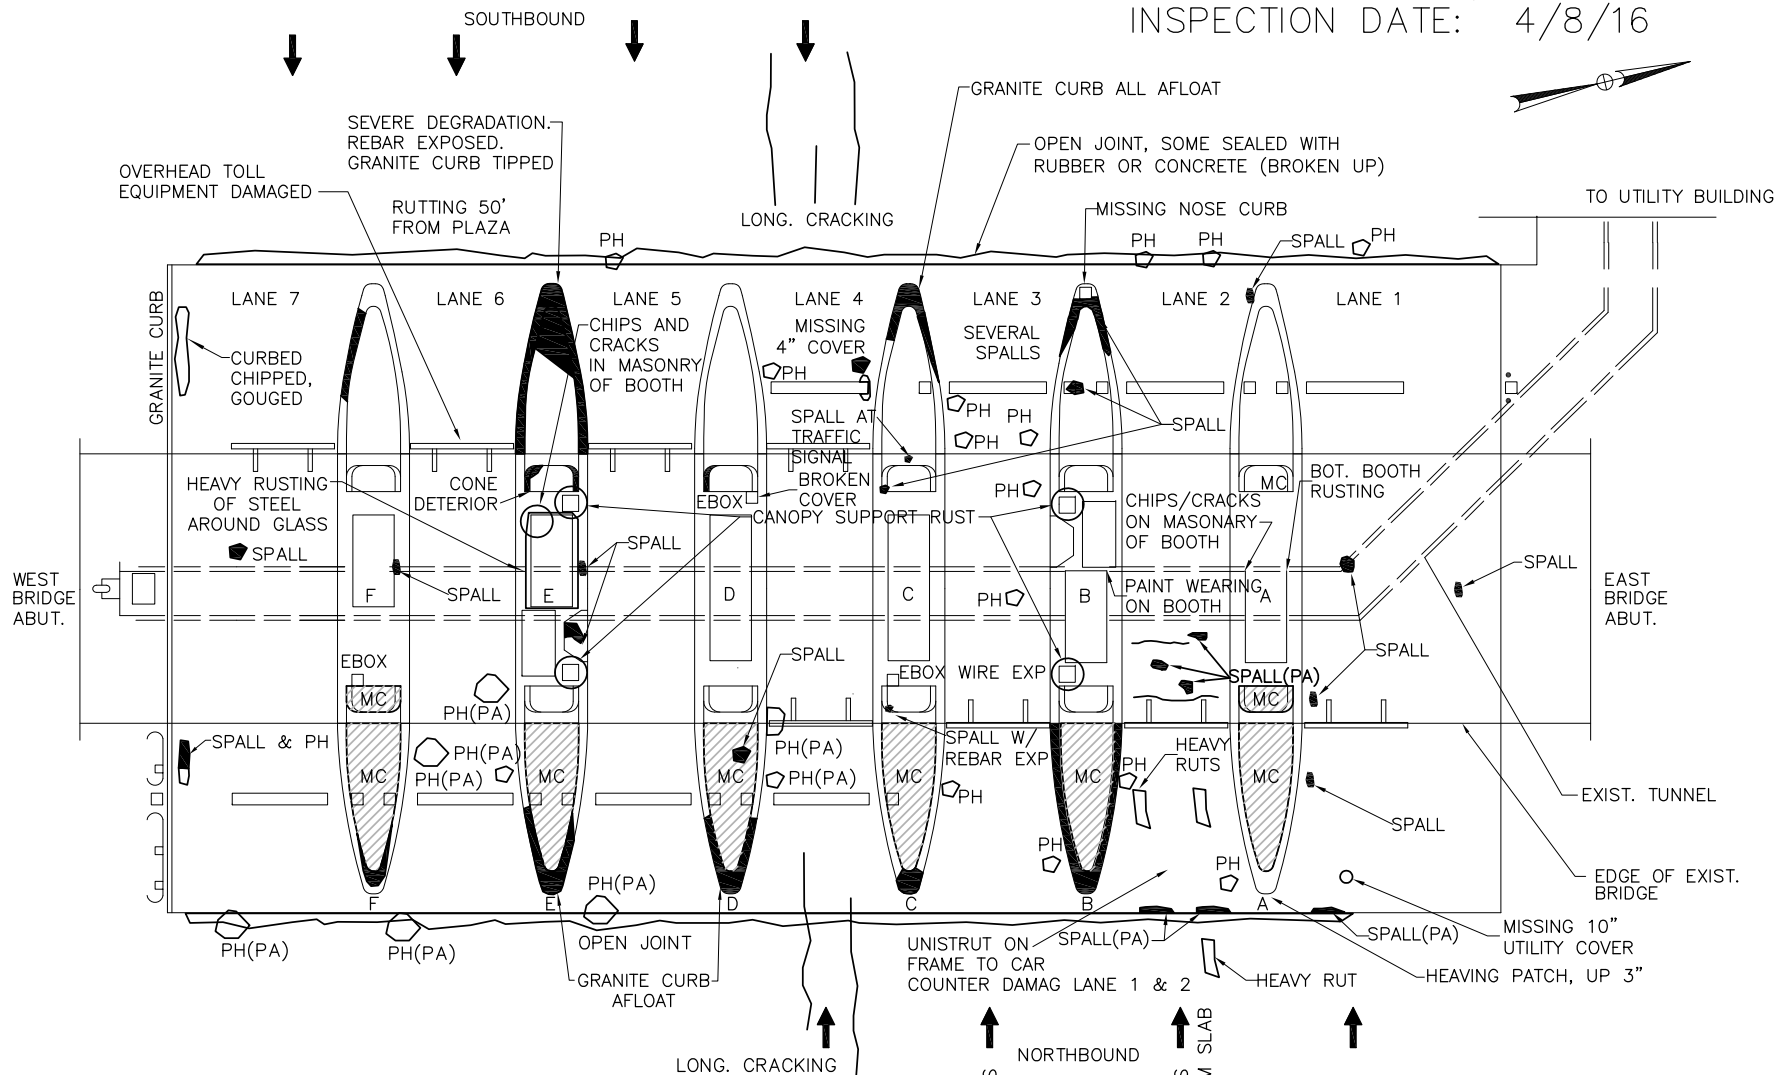 SOUTHBOUND
INSPECTION DATE: 4/8/16
GRANITE CURB ALL AFLOAT
SEVERE DEGRADATION.
REBAR EXPOSED.
GRANITE CURB TIPPED
OPEN JOINT, SOME SEALED WITH
RUBBER OR CONCRETE (BROKEN UP)
OVERHEAD TOLL
EQUIPMENT DAMAGED
RUTTING 50'
FROM PLAZA
LONG. CRACKING
MISSING NOSE CURB
TO UTILITY BUILDING
PH
PH
PH
SPALL
PH
GRANITE CURB
LANE 7
LANE 6
LANE 5
LANE 4
LANE 3
LANE 2
LANE 1
CURBED
CHIPPED,
GOUGED
CHIPS AND
CRACKS
IN MASONRY
OF BOOTH
MISSING
4" COVER
PH
SEVERAL
SPALLS
PH
PH
PH
SPALL AT
TRAFFIC
SIGNAL
SPALL
HEAVY RUSTING
OF STEEL
AROUND GLASS
CONE
DETERIOR
EBOX
BROKEN
COVER
PH
MC
BOT. BOOTH
RUSTING
CANOPY SUPPORT RUST
CHIPS/CRACKS
ON MASONARY
OF BOOTH
SPALL
SPALL
SPALL
SPALL
WEST
BRIDGE
ABUT.
EAST
BRIDGE
ABUT.
F
E
D
C
B
A
PH
PAINT WEARING
ON BOOTH
EBOX
MC
SPALL
EBOX WIRE EXP
SPALL(PA)
MC
SPALL
PH(PA)
SPALL & PH
PH(PA)
PH(PA)
PH(PA)
PH(PA)
SPALL W/
REBAR EXP
HEAVY
RUTS
PH
PH
MC
MC
MC
MC
MC
MC
EXIST. TUNNEL
SPALL
PH
PH
PH(PA)
EDGE OF EXIST.
BRIDGE
F
E
D
C
B
A
PH(PA)
PH(PA)
OPEN JOINT
GRANITE CURB
AFLOAT
UNISTRUT ON
FRAME TO CAR
COUNTER DAMAG LANE 1 & 2
SPALL(PA)
SPALL(PA)
MISSING 10"
UTILITY COVER
HEAVY RUT
HEAVING PATCH, UP 3"
LONG. CRACKING
NORTHBOUND
M SLAB